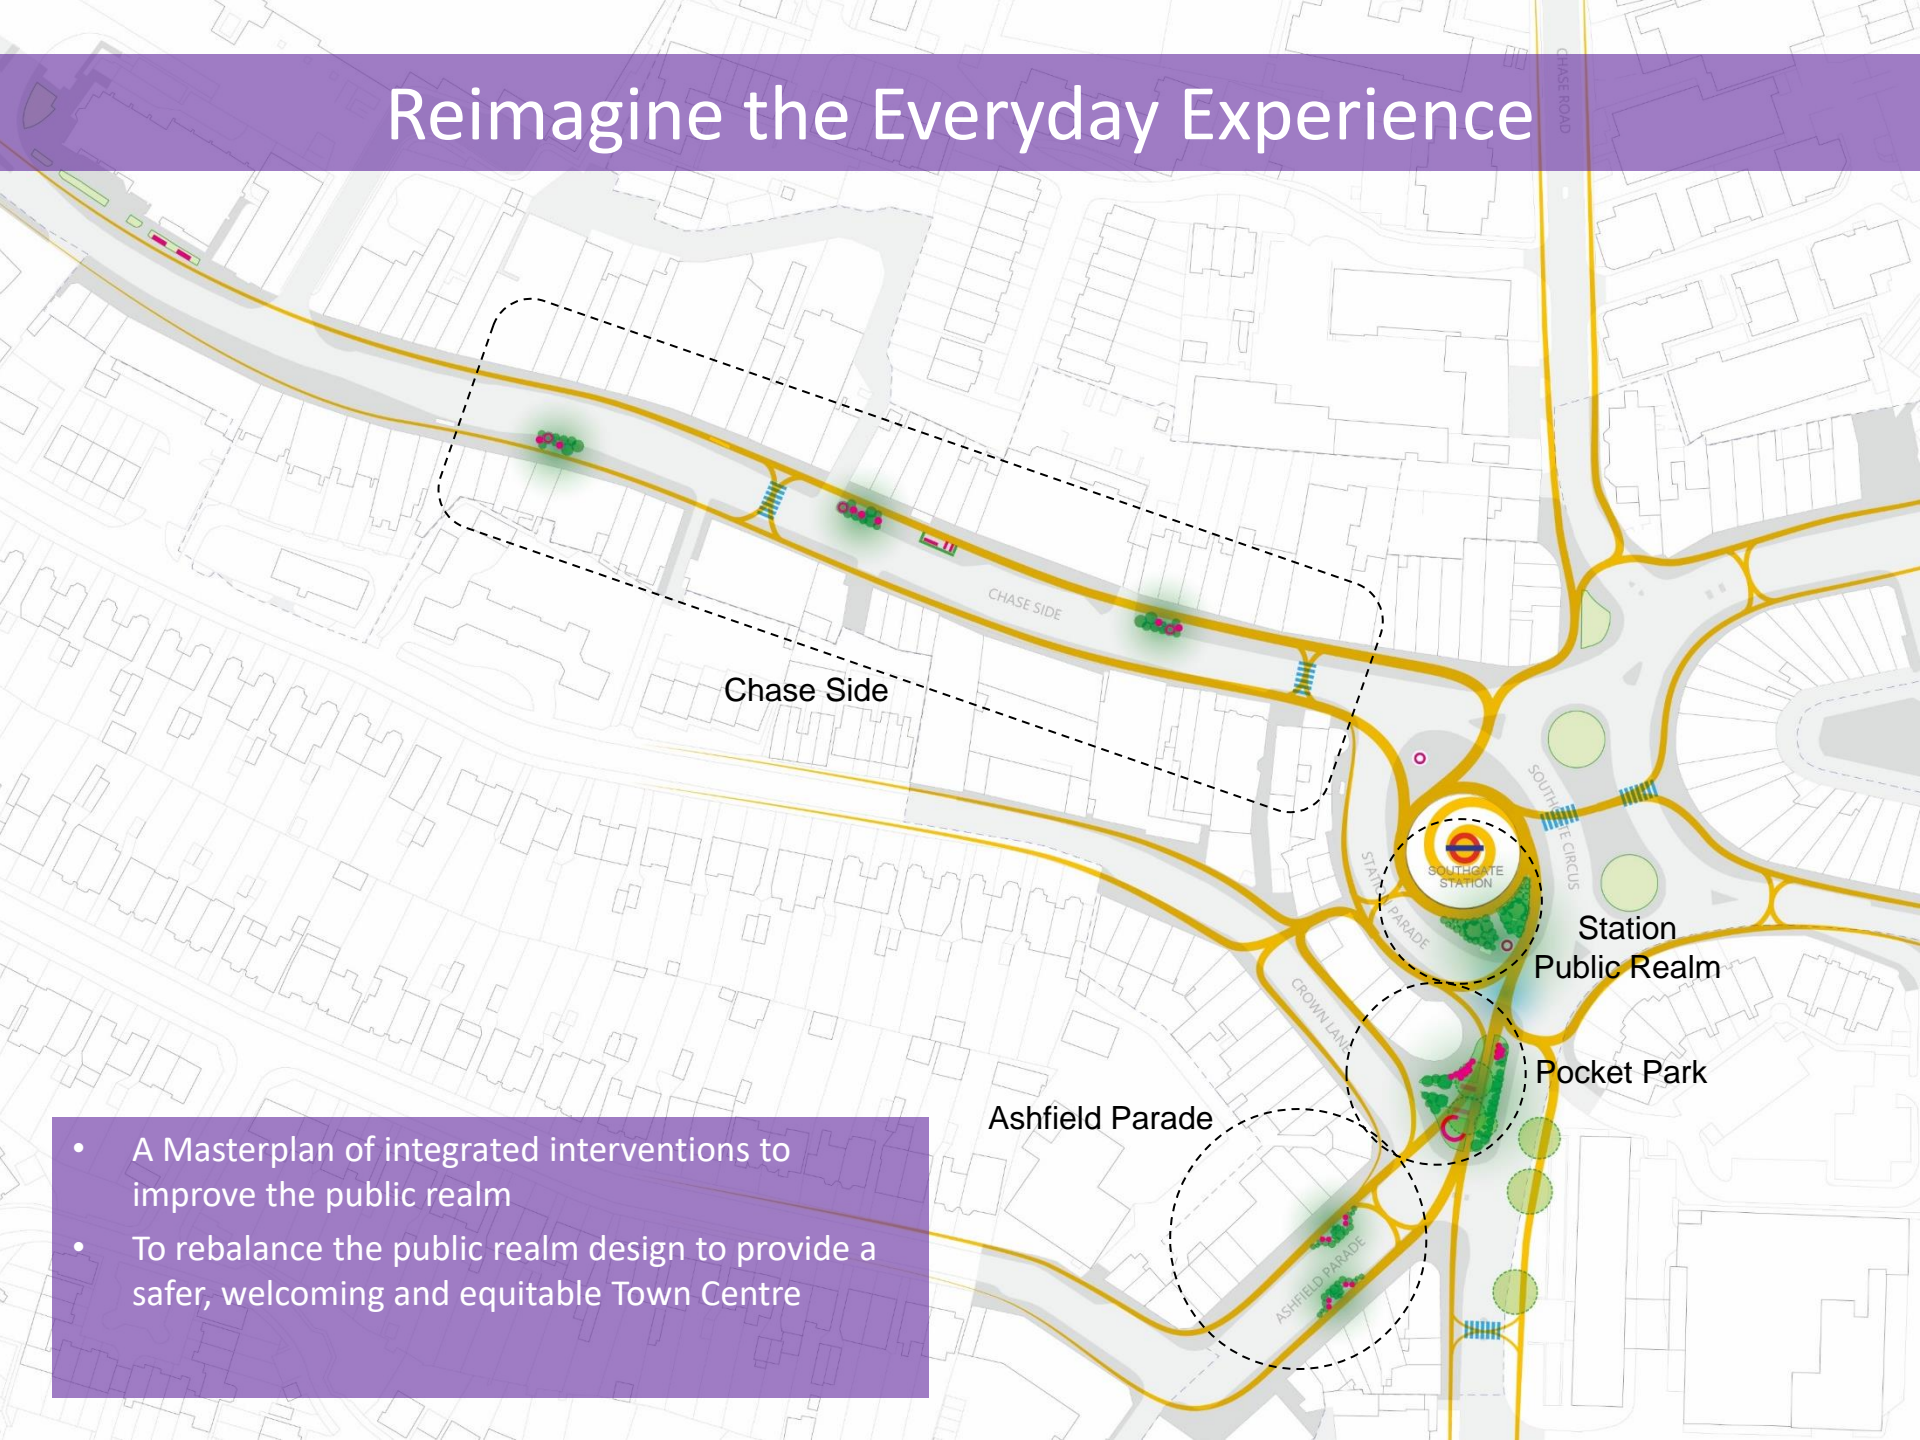 Reimagine the Everyday Experience
CHASE ROAD
CHASE SIDE
Chase Side
SOUTHGATE CIRCUS
SOUTHGATE
STATION
STATION PARADE
Station
Public Realm
CROWN LANE
Pocket Park
Ashfield Parade
ASHFIELD PARADE
• A Masterplan of integrated interventions to
improve the public realm
• To rebalance the public realm design to provide a
safer, welcoming and equitable Town Centre